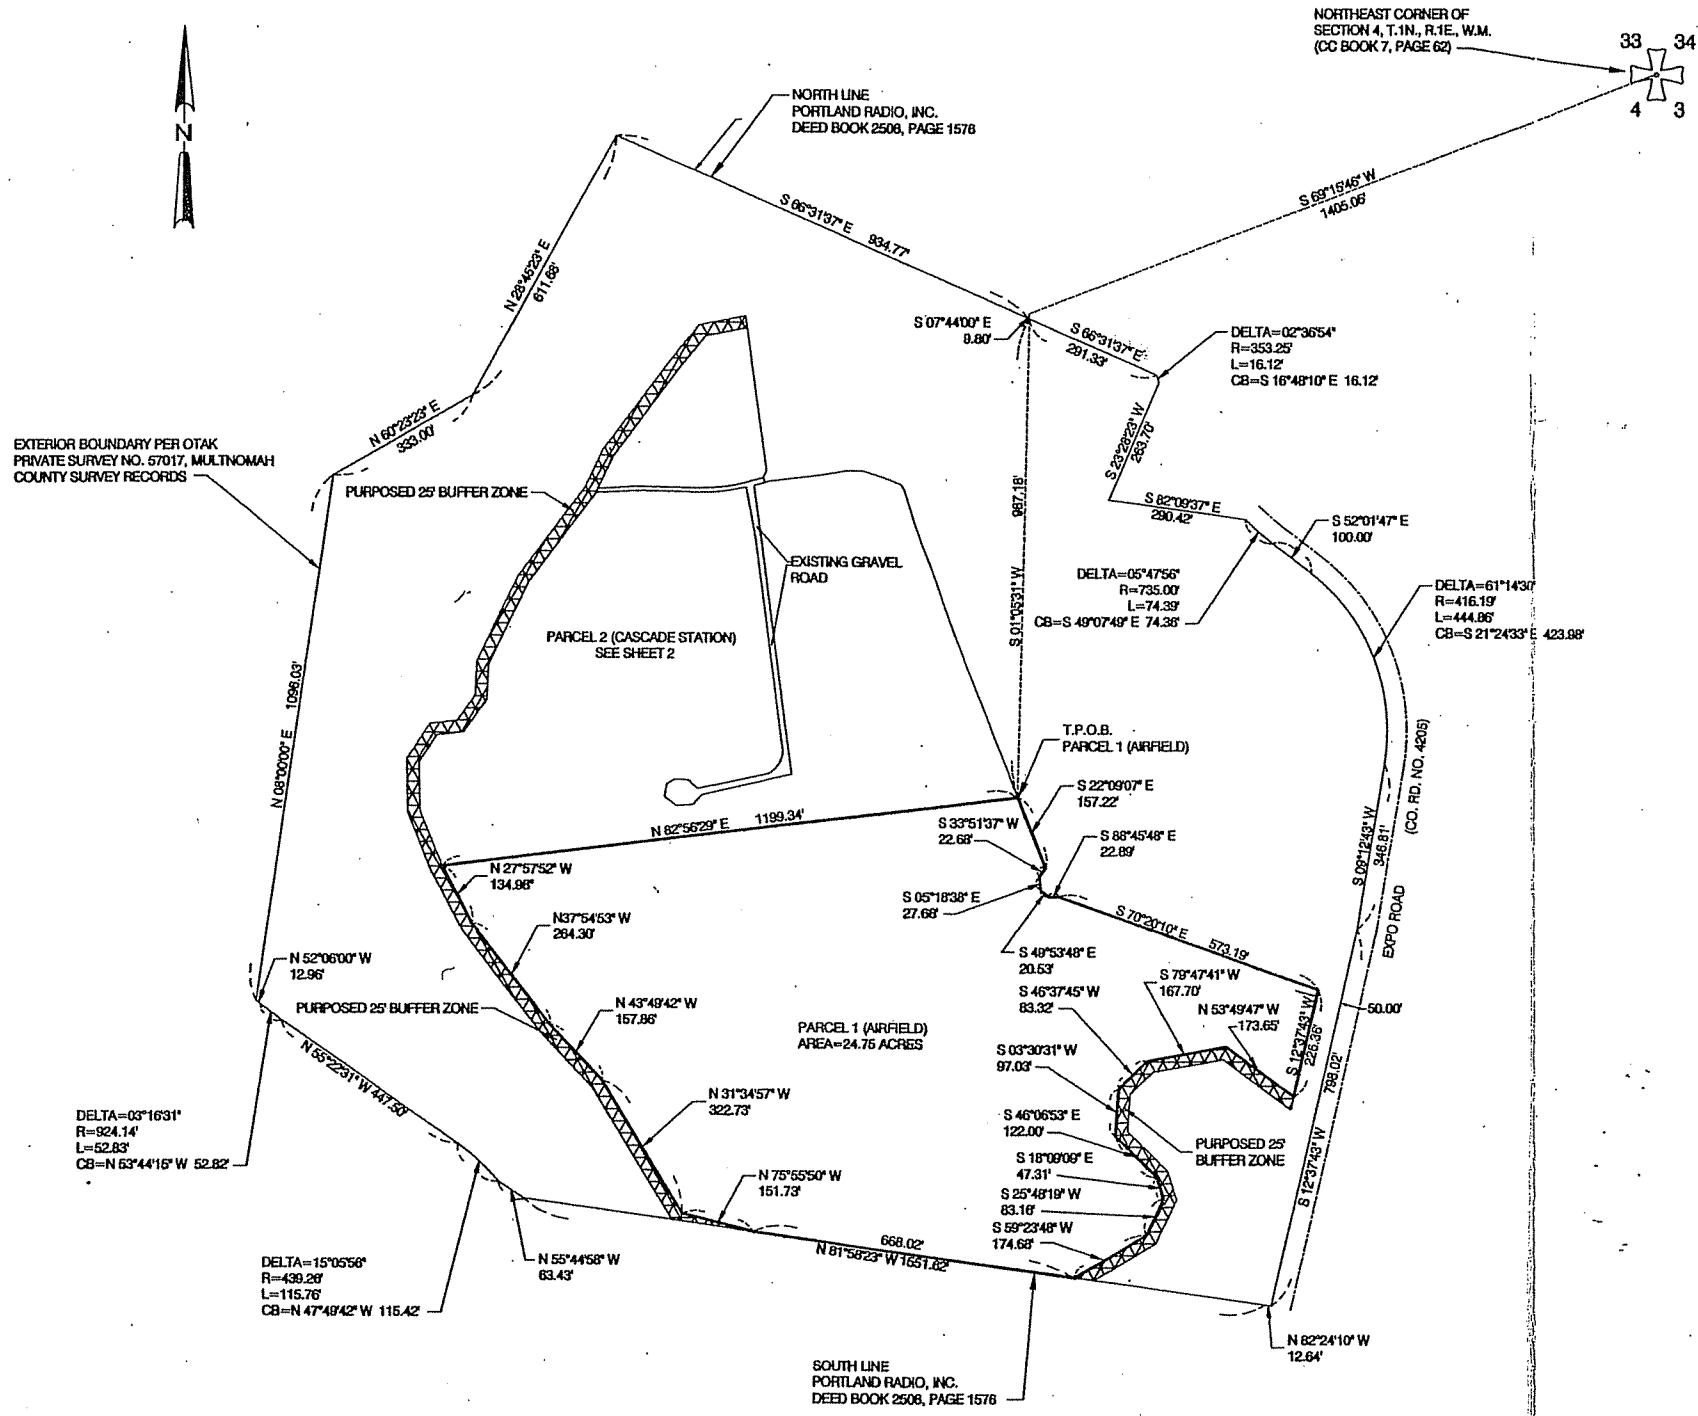 NORTHEAST CORNER OF
SECTION 4, T.1N., R.1E., W.M.
(CC BOOK 7, PAGE 62)
33 34
4 3
N
NORTH LINE
PORTLAND RADIO, INC.
DEED BOOK 2508, PAGE 1576
S 69°15'46" W
1405.06'
S 66°31'37" E 934.77'
N 28°45'23" E
611.68'
S 07°44'00" E
9.80'
S 66°31'37" E
291.33'
DELTA=02°36'54"
R=353.25'
L=16.12'
CB=S 16°48'10" E 16.12'
N 60°23'23" E
333.00'
S 23°28'23" W
263.70'
EXTERIOR BOUNDARY PER OTAK
PRIVATE SURVEY NO. 57017, MULTNOMAH
COUNTY SURVEY RECORDS
PURPOSED 25' BUFFER ZONE
S 82°09'37" E
290.42'
S 52°01'47" E
100.00'
987.18'
S 01°05'31" W
EXISTING GRAVEL
ROAD
DELTA=05°47'56"
R=735.00'
L=74.39'
CB=S 49°07'49" E 74.36'
DELTA=61°14'30"
R=416.19'
L=444.86'
CB=S 21°24'33" E 423.98'
PARCEL 2 (CASCADE STATION)
SEE SHEET 2
N 08°00'00" E 1096.03'
T.P.O.B.
PARCEL 1 (AIRFIELD)
S 22°09'07" E
157.22'
N 82°56'29" E 1199.34'
S 33°51'37" W
22.68'
S 88°45'48" E
22.89'
S 09°12'43" W
346.81'
(CO. RD. NO. 4205)
EXPO ROAD
N 27°57'52" W
134.98"
S 05°18'38" E
27.68'
N37°54'53" W
264.30'
S 70°20'10" E 573.19'
S 49°53'48" E
20.53'
N 52°06'00" W
12.96'
S 46°37'45" W
83.32'
S 79°47'41" W
167.70'
N 53°49'47" W
173.65'
S 12°37'43" W
226.36'
50.00'
PURPOSED 25' BUFFER ZONE
N 43°49'42" W
157.86'
PARCEL 1 (AIRFIELD)
AREA=24.75 ACRES
N 55°22'31" W 447.50'
S 03°30'31" W
97.03'
798.02'
S 12°37'43" W
N 31°34'57" W
322.73'
DELTA=03°16'31"
R=924.14'
L=52.83'
CB=N 53°44'15" W 52.82'
S 46°06'53" E
122.00'
PURPOSED 25'
BUFFER ZONE
S 18°09'09" E
47.31'
N 75°55'50" W
151.73'
S 25°48'19" W
83.16'
S 59°23'48" W
174.68'
668.02'
N 81°58'23" W 1551.62'
DELTA=15°05'56"
R=439.26'
L=115.76'
CB=N 47°49'42" W 115.42'
N 55°44'58" W
63.43'
N 82°24'10" W
12.64'
SOUTH LINE
PORTLAND RADIO, INC.
DEED BOOK 2508, PAGE 1576